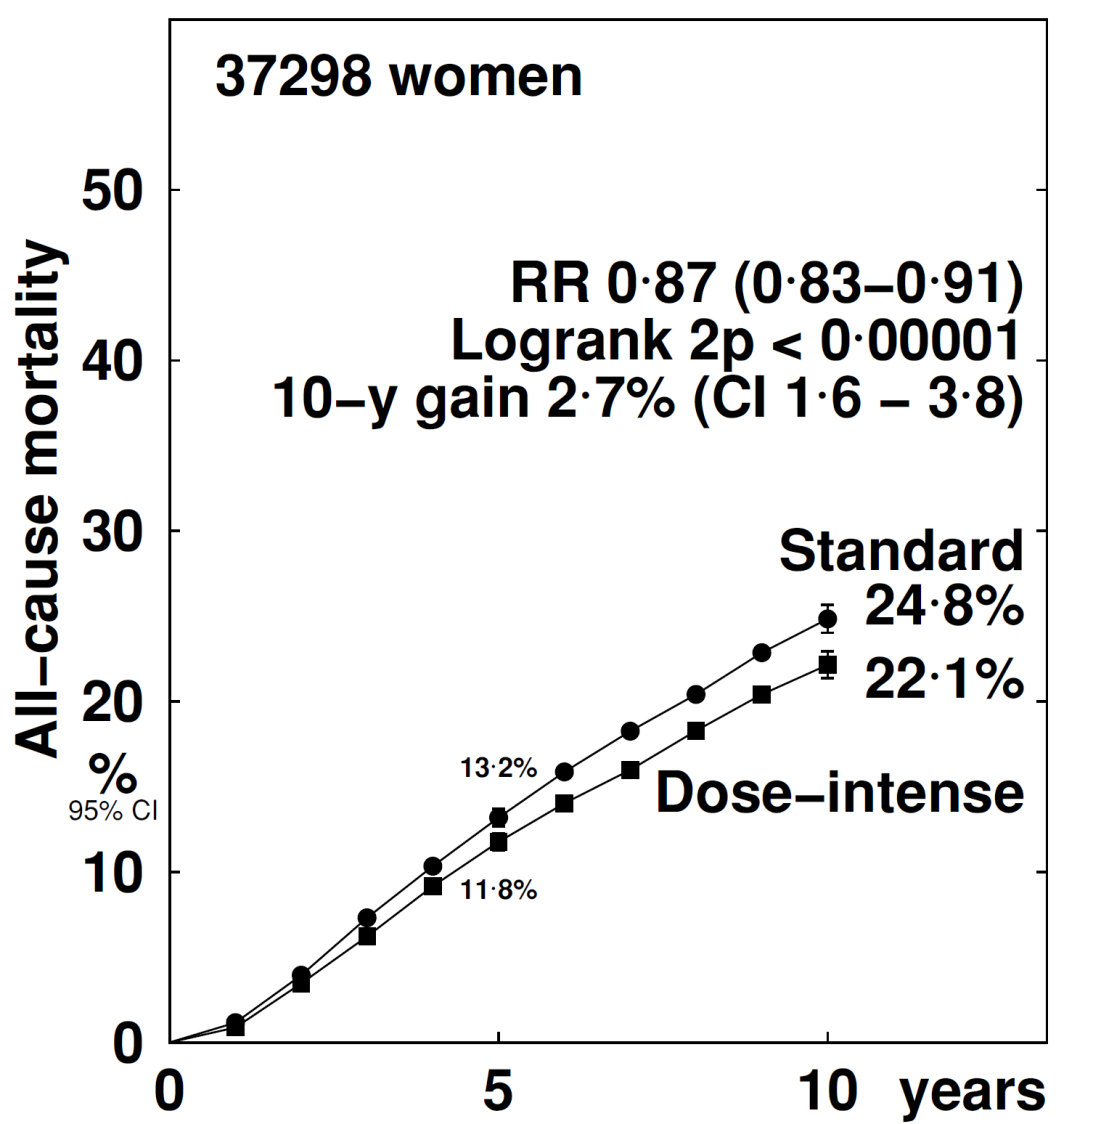 37298 women
50
RR 0·87 (0·83–0·91)
Logrank 2p < 0·00001
40
10–y gain 2·7% (CI 1·6 – 3·8)
All–cause mortality
%
95% CI
30
Standard
24·8%
22·1%
20
13·2%
Dose–intense
10
11·8%
0
0 5 10 years